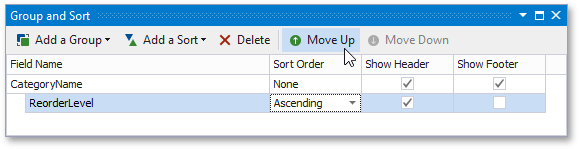 Group and Sort
Add a Group Add a Sort Delete Move Up Move Down
Field Name Sort Order Show Header Show Footer
CategoryName None
ReorderLevel Ascending